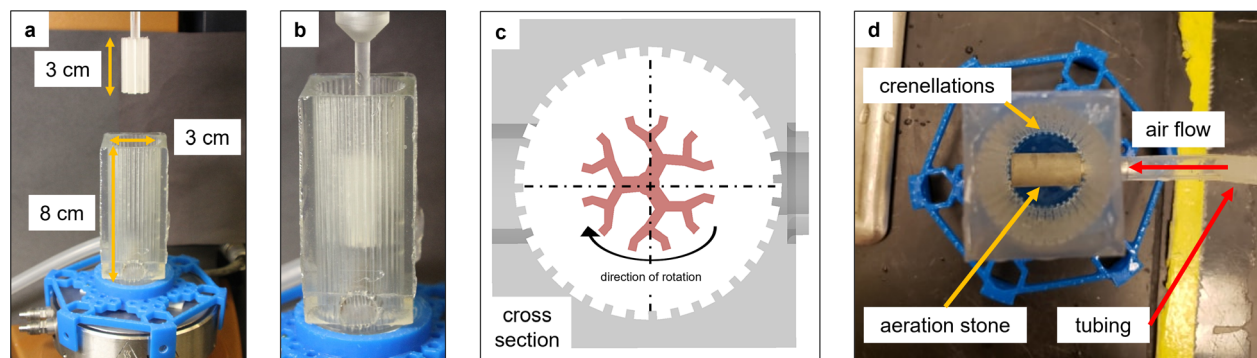 a
3 cm
3 cm
8 cm
b
c
direction of rotation
cross
section
d
crenellations
air flow
aeration stone
tubing